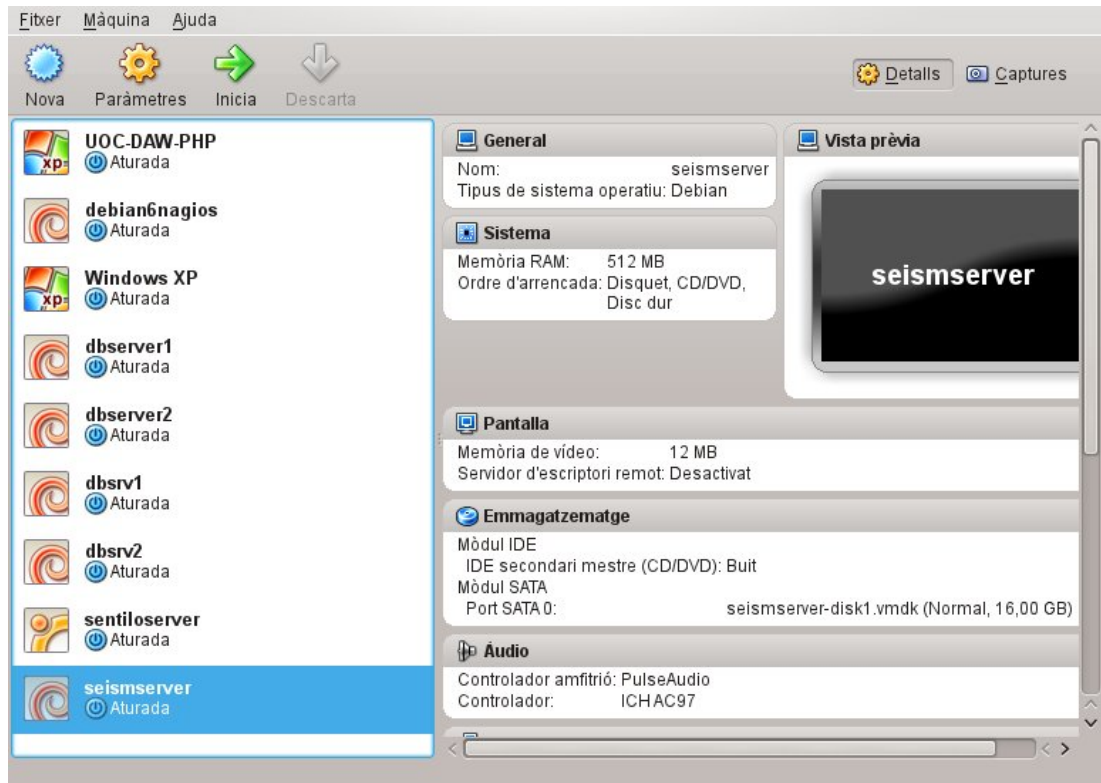 Fitxer Màquina Ajuda
Nova Paràmetres Inicia Descarta
Detalls Captures
UOC-DAW-PHP
Aturada
debian6nagios
Aturada
Windows XP
Aturada
dbserver1
Aturada
dbserver2
Aturada
dbsrv1
Aturada
dbsrv2
Aturada
sentiloserver
Aturada
seismserver
Aturada
General
Nom: seismserver
Tipus de sistema operatiu: Debian
Sistema
Memòria RAM: 512 MB
Ordre d'arrencada: Disquet, CD/DVD,
Disc dur
Vista prèvia
seismserver
Pantalla
Memòria de vídeo: 12 MB
Servidor d'escriptori remot: Desactivat
Emmagatzematge
Mòdul IDE
IDE secondari mestre (CD/DVD): Buit
Mòdul SATA
Port SATA 0: seismserver-disk1.vmdk (Normal, 16,00 GB)
Áudio
Controlador amfitrió: PulseAudio
Controlador: ICH AC97